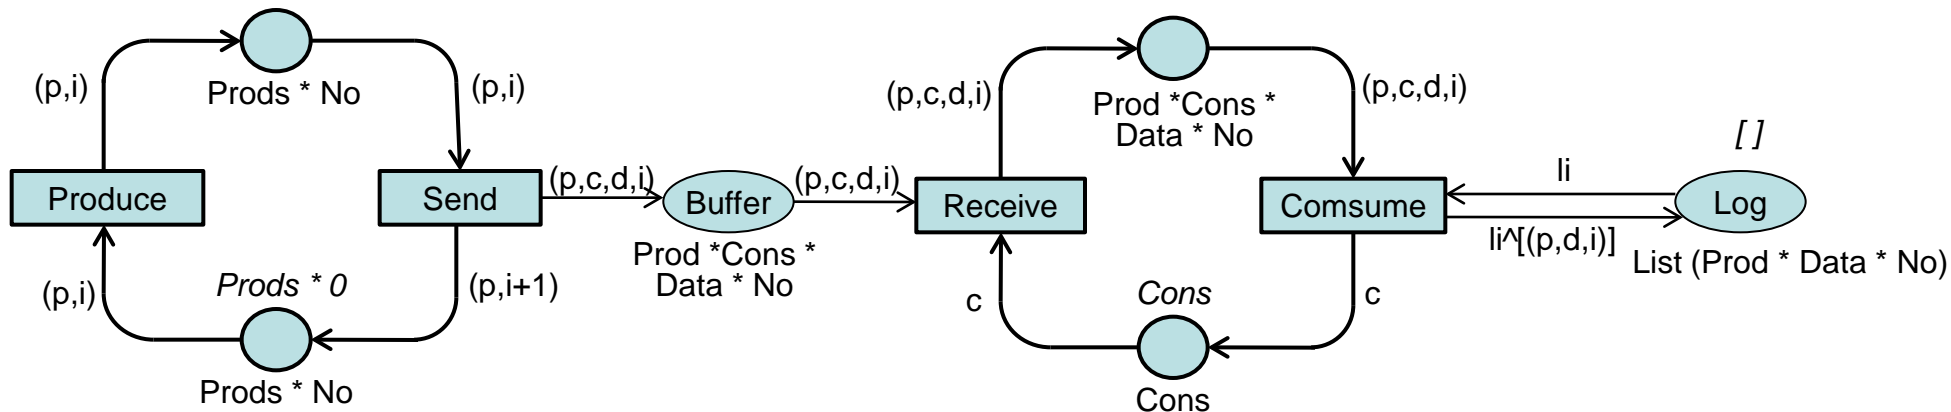 (p,i)
Prods * No
(p,i)
Produce
Send
(p,i)
Prods * 0
(p,i+1)
Prods * No
(p,c,d,i)
Buffer
Prod *Cons *
Data * No
(p,c,d,i)
(p,c,d,i)
Prod *Cons *
Data * No
(p,c,d,i)
Receive
Comsume
c
Cons
c
Cons
[ ]
li
Log
li^[(p,d,i)]
List (Prod * Data * No)